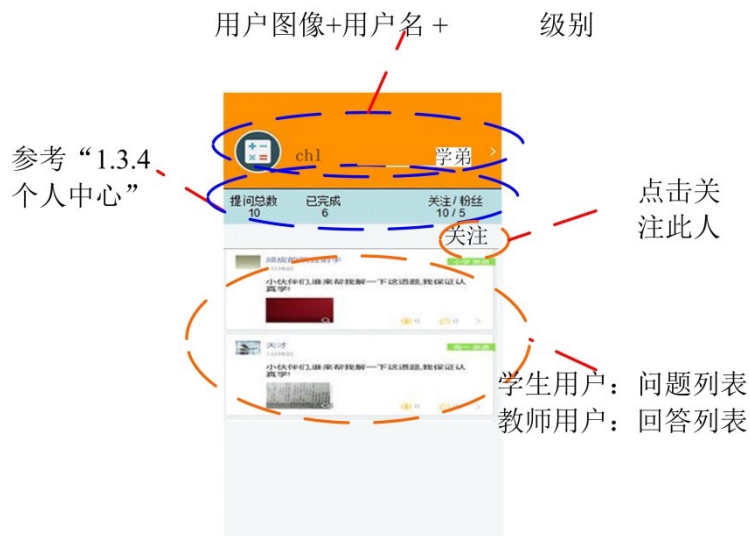 用户图像+用户名 + 级别
参考“1.3.4
个人中心”
chl
学弟
提问总数
10
已完成
6
关注/粉丝
10/5
关注
点击关
注此人
小伙伴们,谁来帮我解一下这道题,我保证认
真学!
0
0
天才
小伙伴们,谁来帮我解一下这道题,我保证认
真学!
0
0
学生用户：问题列表
教师用户：回答列表